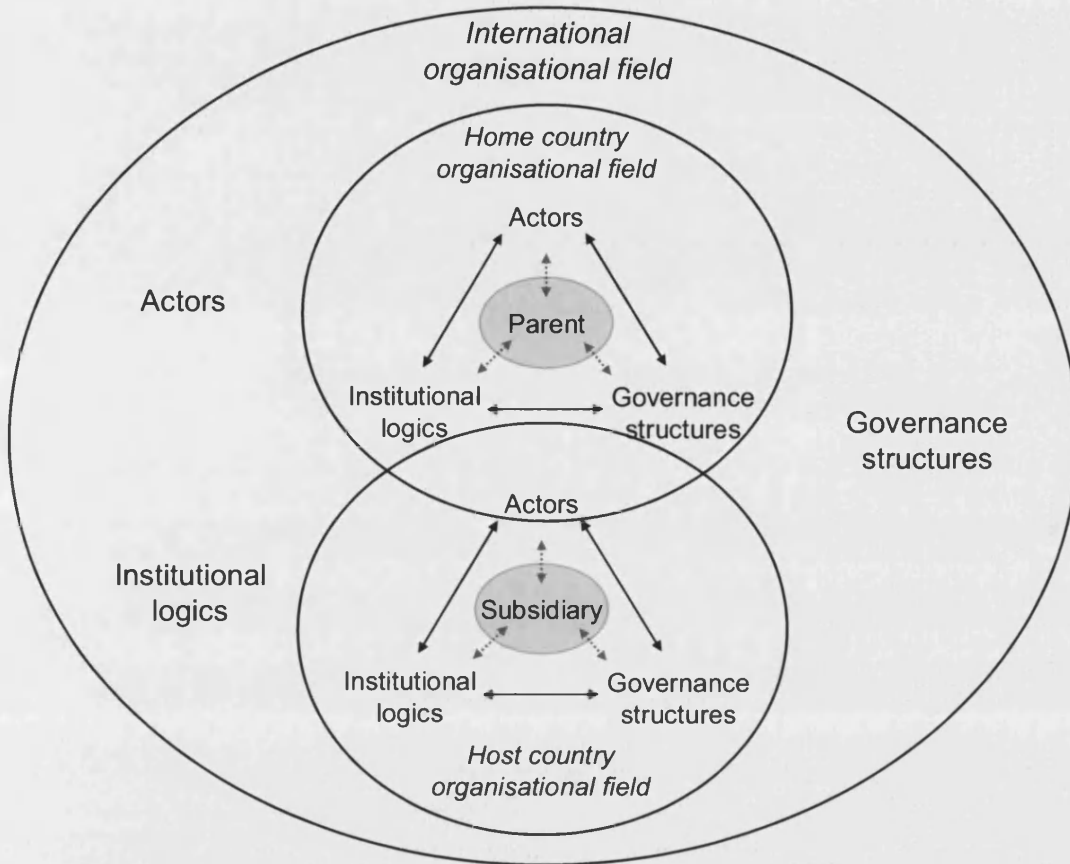 International
organisational field
Home country
organisational field
Actors
Actors
Parent
Institutional
logics
Governance
structures
Governance
structures
Actors
Institutional
logics
Subsidiary
Institutional
logics
Governance
structures
Host country
organisational field